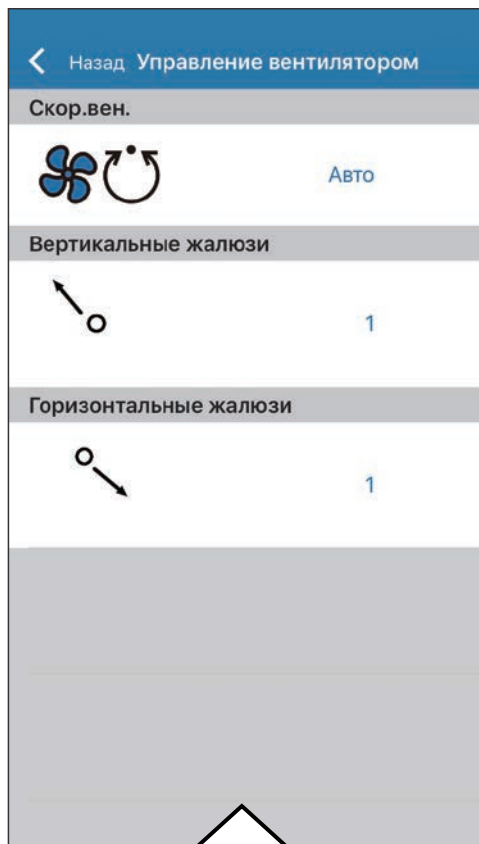 Назад Управление вентилятором
Скор.вен.
Авто
Вертикальные жалюзи
1
Горизонтальные жалюзи
1